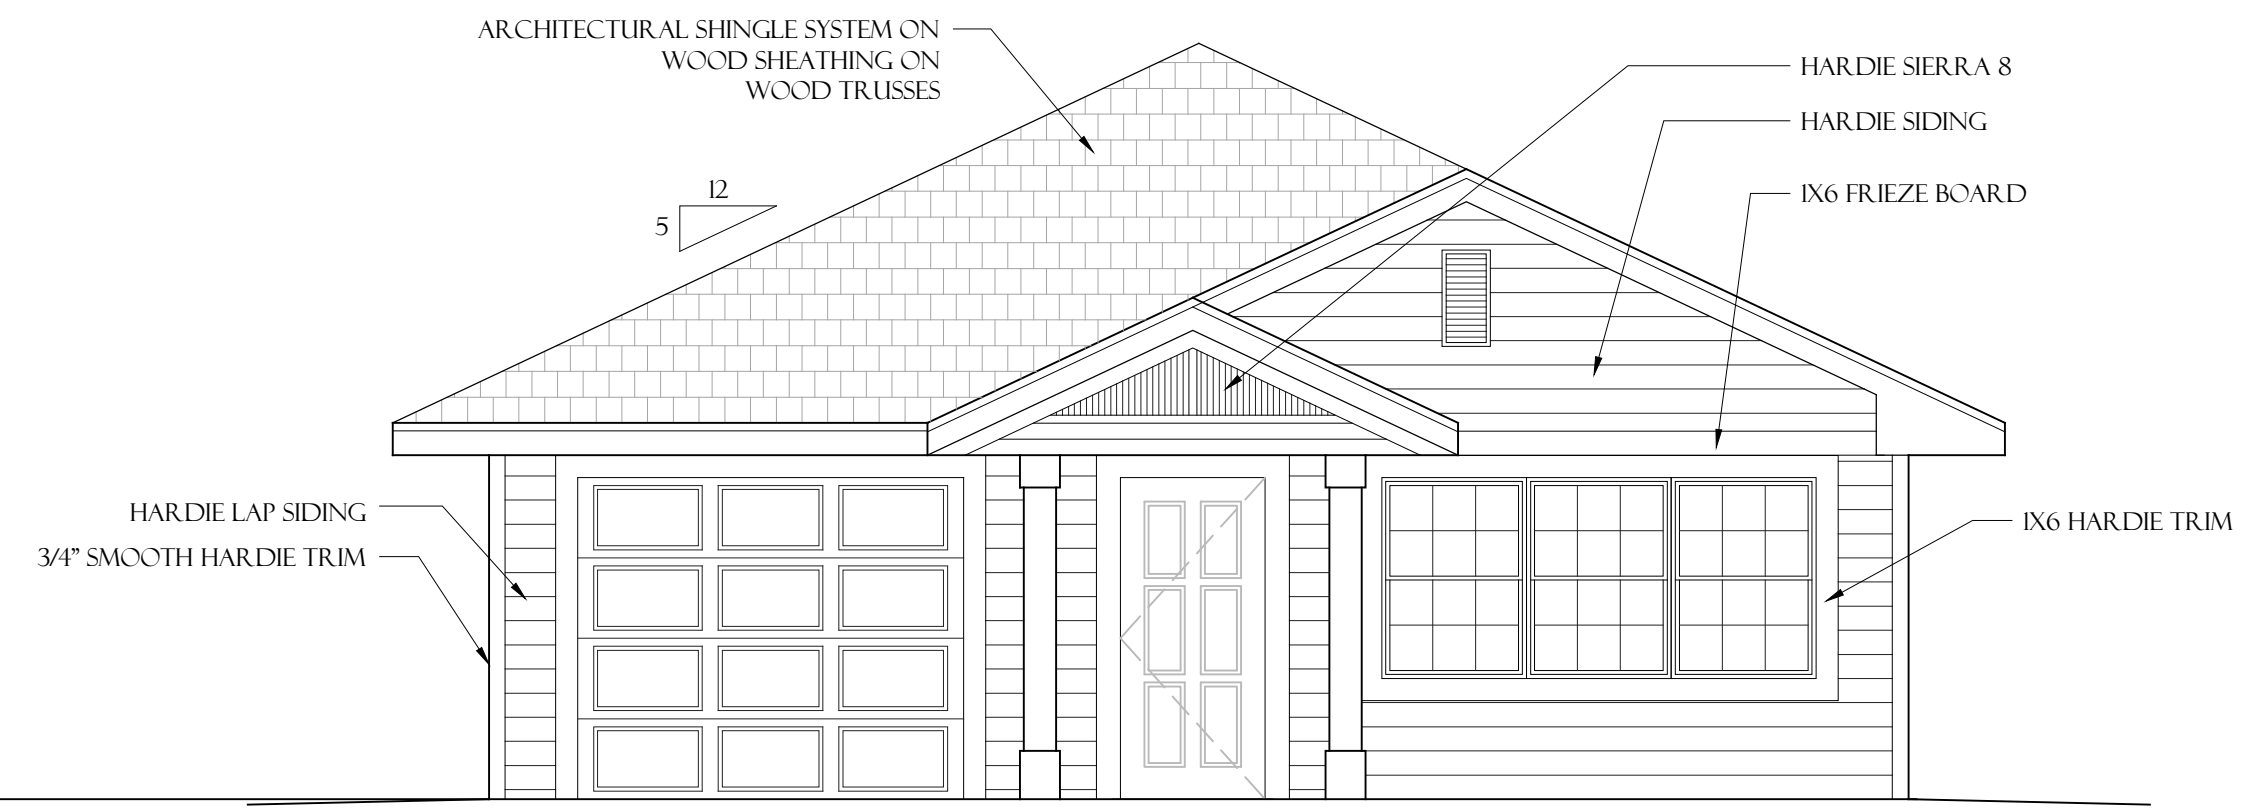 ARCHITECTURAL SHINGLE SYSTEM ON
WOOD SHEATHING ON
WOOD TRUSSES
HARDIE SIERRA 8
HARDIE SIDING
1X6 FRIEZE BOARD
12
5
HARDIE LAP SIDING
3/4” SMOOTH HARDIE TRIM
1X6 HARDIE TRIM